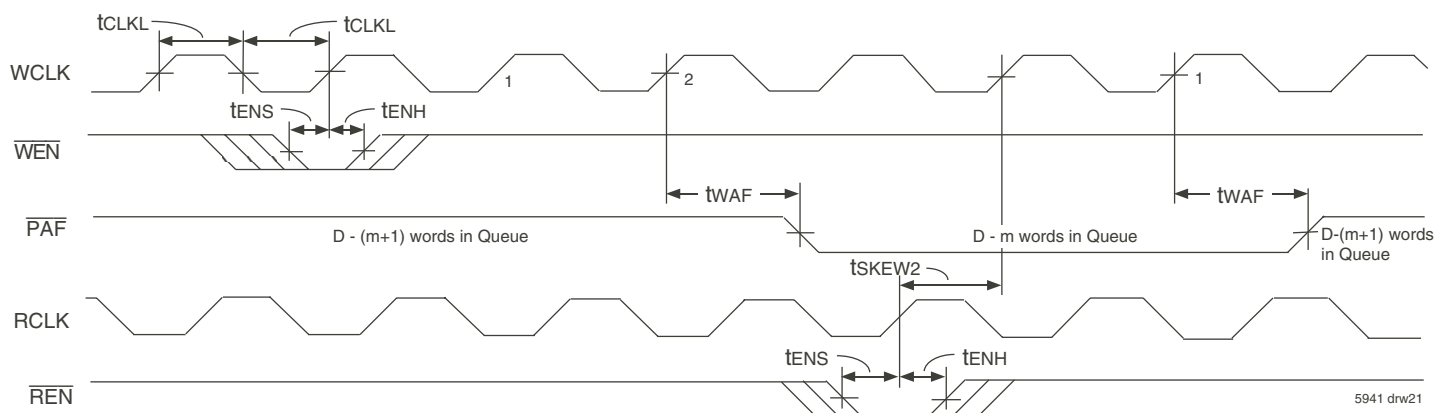 tCLKL tCLKL
WCLK 1 2 1
tENS tENH
WEN
tWAF tWAF
PAF
D - (m+1) words in Queue D - m words in Queue D-(m+1) words
in Queue
tSKEW2
RCLK
tENS tENH
REN
5941 drw21